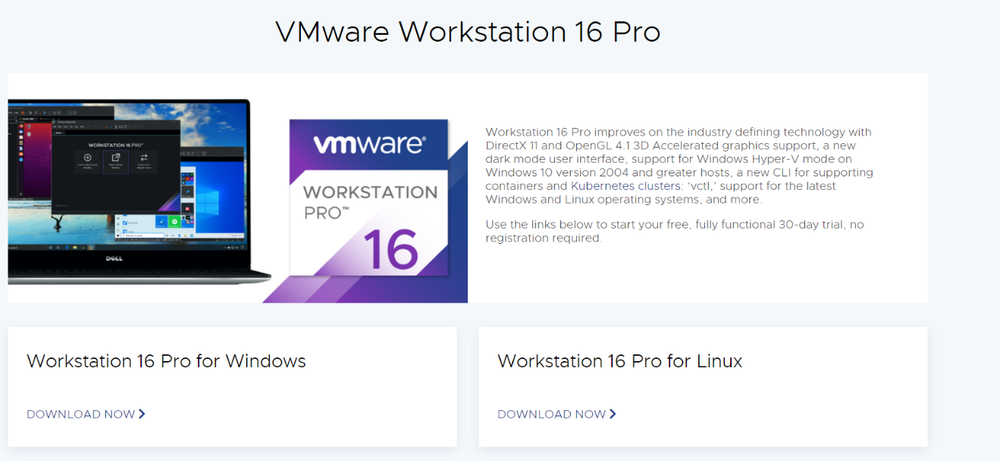 VMware Workstation 16 Pro
WORKSTATION 16 PRO™
DELL
vmware®
WORKSTATION
PRO™
16
Workstation 16 Pro improves on the industry defining technology with
DirectX 11 and OpenGL 4.1 3D Accelerated graphics support, a new
dark mode user interface, support for Windows Hyper-V mode on
Windows 10 version 2004 and greater hosts, a new CLI for supporting
containers and Kubernetes clusters: ‘vctl,’ support for the latest
Windows and Linux operating systems, and more.
Use the links below to start your free, fully functional 30-day trial, no
registration required.
Workstation 16 Pro for Windows
DOWNLOAD NOW
Workstation 16 Pro for Linux
DOWNLOAD NOW